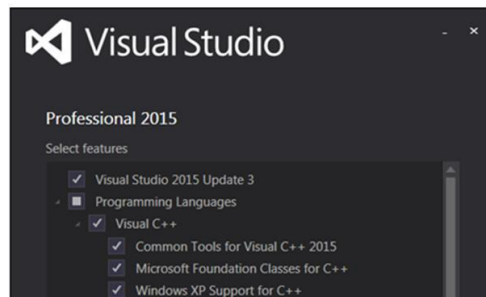 Visual Studio
Professional 2015
Select features
Visual Studio 2015 Update 3
Programming Languages
Visual C++
Common Tools for Visual C++ 2015
Microsoft Foundation Classes for C++
Windows XP Support for C++